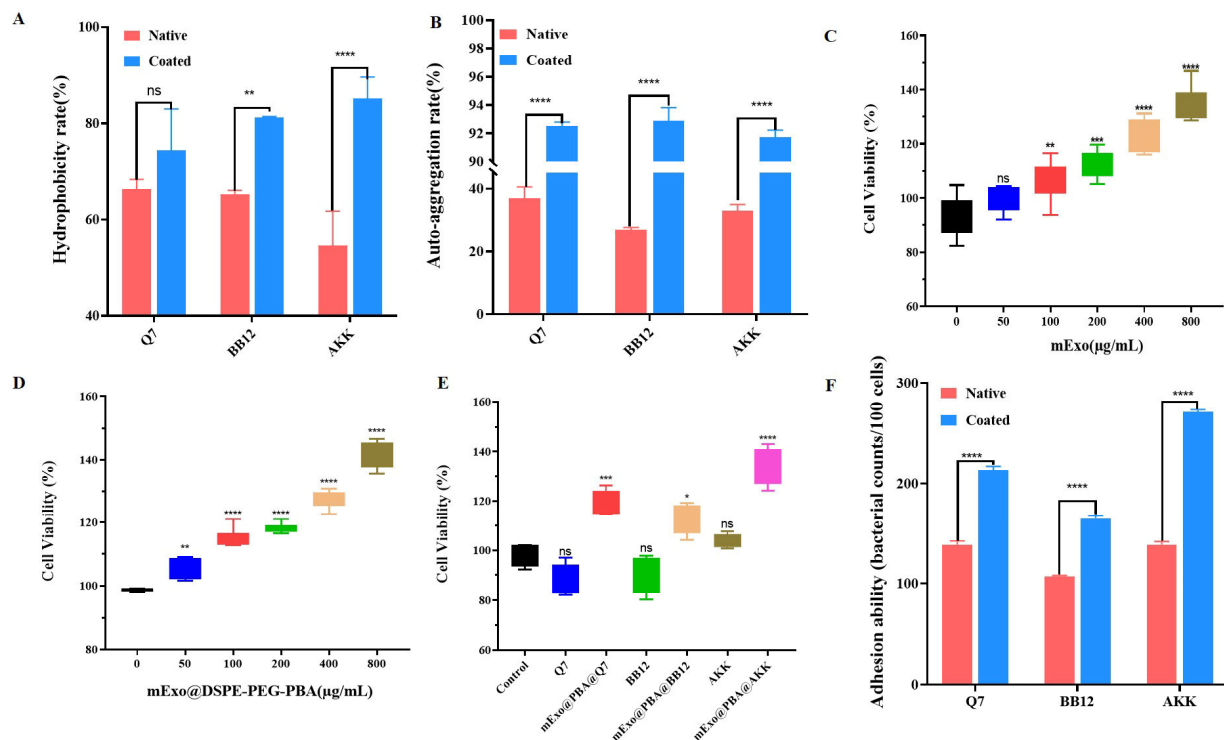 A
Hydrophobicity rate(%)
100
80
60
40
Native
Coated
ns
**
****
Q7
BB12
AKK
B
Auto-aggregation rate(%)
96
94
92
90
40
20
0
Native
Coated
****
****
****
Q7
BB12
AKK
C
Cell Viability (%)
160
140
120
100
80
60
ns
**
***
****
****
0 50 100 200 400 800
mExo(μg/mL)
D
Cell Viability (%)
160
140
120
100
80
**
****
****
****
****
0 50 100 200 400 800
mExo@DSPE-PEG-PBA(μg/mL)
E
Cell Viability (%)
160
140
120
100
80
60
ns
***
ns
*
ns
****
Control
Q7
mExo@PBA@Q7
BB12
mExo@PBA@BB12
AKK
mExo@PBA@AKK
F
Adhesion ability (bacterial counts/100 cells)
300
200
100
0
Native
Coated
****
****
****
Q7 BB12 AKK